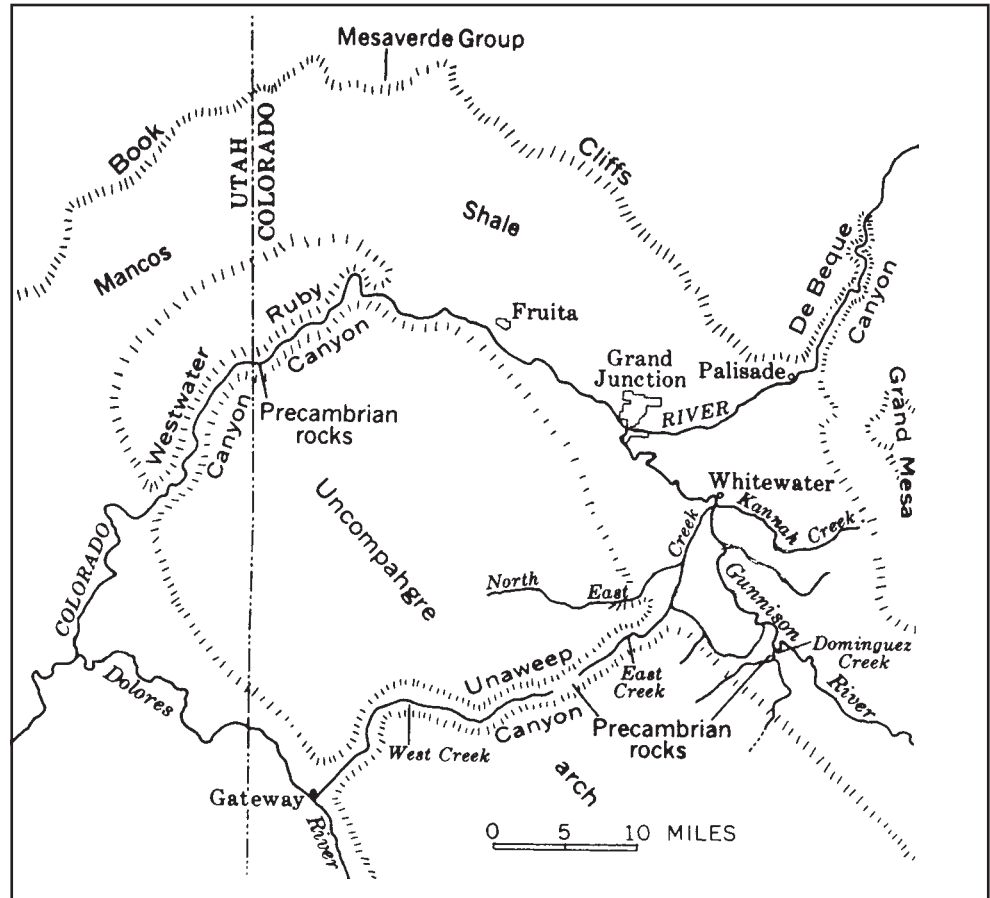 Mesaverde Group
Book
UTAH
COLORADO
Cliffs
Shale
Mancos
De Beque
Canyon
Ruby
Canyon
Fruita
Grand
Junction
Palisade
RIVER
Westwater
Canyon
Precambrian
rocks
Grand Mesa
Whitewater
Kannah Creek
Uncompahgre
Creek
North
East
COLORADO
Gunnison
River
Dominguez
Creek
Dolores
Unaweep
Canyon
East
Creek
Precambrian
rocks
West Creek
arch
Gateway
River
0 5 10 MILES